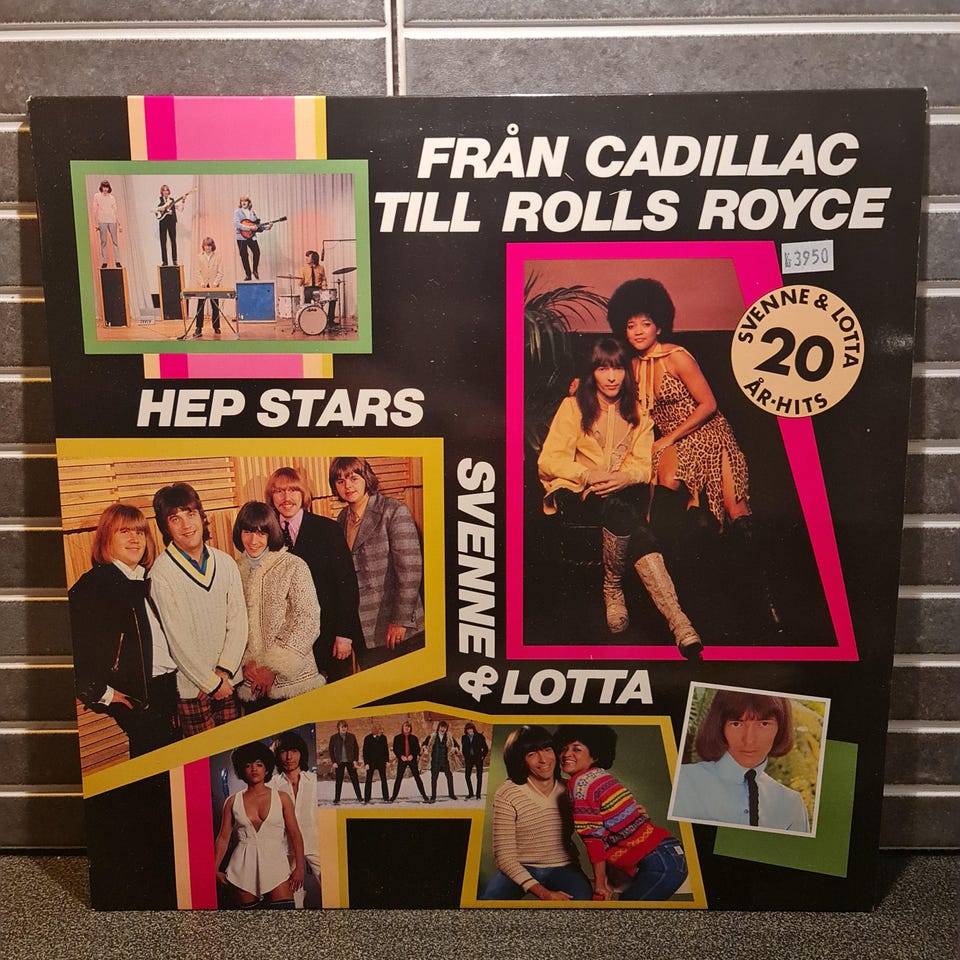 FRÅN CADILLAC
TILL ROLLS ROYCE
3950
SVENNE & LOTTA
20
ÅR-HITS
HEP STARS
SVENNE
& LOTTA